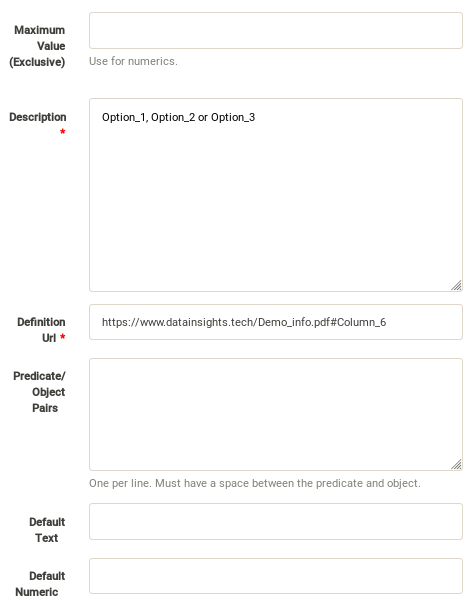 Maximum
Value
(Exclusive)
Use for numerics.
Description
*
Option_1, Option_2 or Option_3
Definition
Url *
https://www.datainsights.tech/Demo_info.pdf#Column_6
Predicate/
Object
Pairs
One per line. Must have a space between the predicate and object.
Default
Text
Default
Numeric